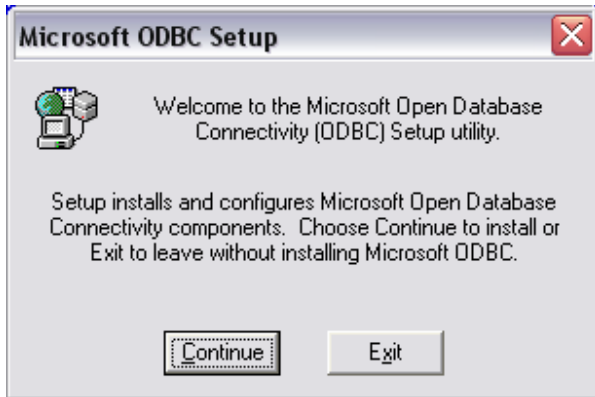 Microsoft ODBC Setup
Welcome to the Microsoft Open Database
Connectivity (ODBC) Setup utility.
Setup installs and configures Microsoft Open Database
Connectivity components.  Choose Continue to install or
Exit to leave without installing Microsoft ODBC.
Continue
Exit